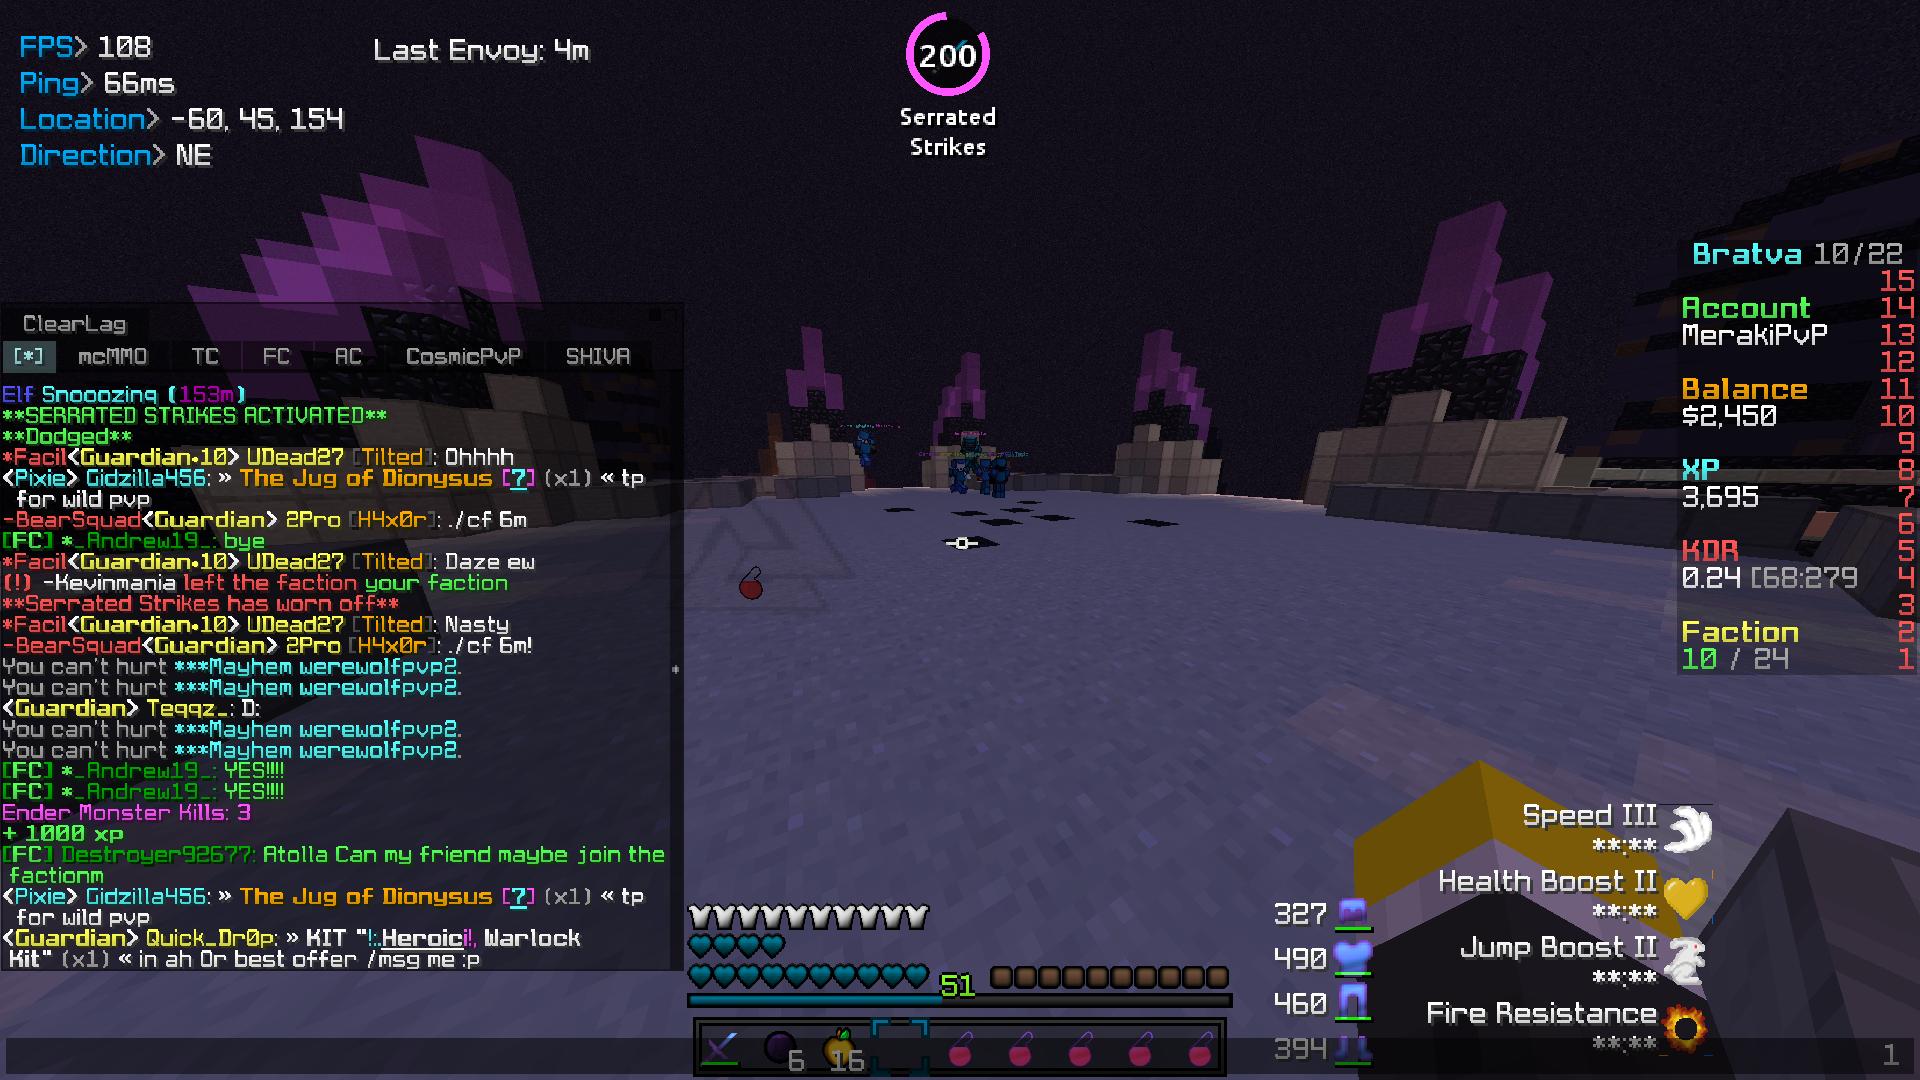 FPS> 108
Last Envoy: 4m
200
Ping> 66ms
Location> -60, 45, 154
Direction> NE
Serrated
Strikes
ClearLag
[*] mcMMO TC FC AC CosmicPvP SHIVA
Elf Snooozing (153m)
**SERRATED STRIKES ACTIVATED**
**Dodged**
*Facil<Guardian•10> UDead27 [Tilted]: Ohhhh
<Pixie> Gidzilla456: » The Jug of Dionysus [7] (x1) « tp
for wild pvp
-BearSquad<Guardian> 2Pro [H4x0r]: ./cf 6m
[FC] *_Andrew19_: bye
*Facil<Guardian•10> UDead27 [Tilted]: Daze ew
(!) -Kevinmania left the faction your faction
**Serrated Strikes has worn off**
*Facil<Guardian•10> UDead27 [Tilted]: Nasty
-BearSquad<Guardian> 2Pro [H4x0r]: ./cf 6m!
You can't hurt ***Mayhem werewolfpvp2.
You can't hurt ***Mayhem werewolfpvp2.
<Guardian> Teqqz_: D:
You can't hurt ***Mayhem werewolfpvp2.
You can't hurt ***Mayhem werewolfpvp2.
[FC] *_Andrew19_: YES!!!!
[FC] *_Andrew19_: YES!!!!
Ender Monster Kills: 3
+ 1000 xp
[FC] Destroyer92677: Atolla Can my friend maybe join the
factionm
<Pixie> Gidzilla456: » The Jug of Dionysus [7] (x1) « tp
for wild pvp
<Guardian> Quick_Dr0p: » KIT "!:.Heroic:!, Warlock
Kit" (x1) « in ah Or best offer /msg me :p
Bratva 10/22
15
Account 14
MerakiPvP 13
12
Balance 11
$2,450 10
9
XP 8
3,695 7
6
KDR 5
0.24 [68:279 4
3
Faction 2
10 / 24 1
Speed III
**:**
Health Boost II
**:**
Jump Boost II
**:**
Fire Resistance
**:**
327
490
460
394
51
6 16
1